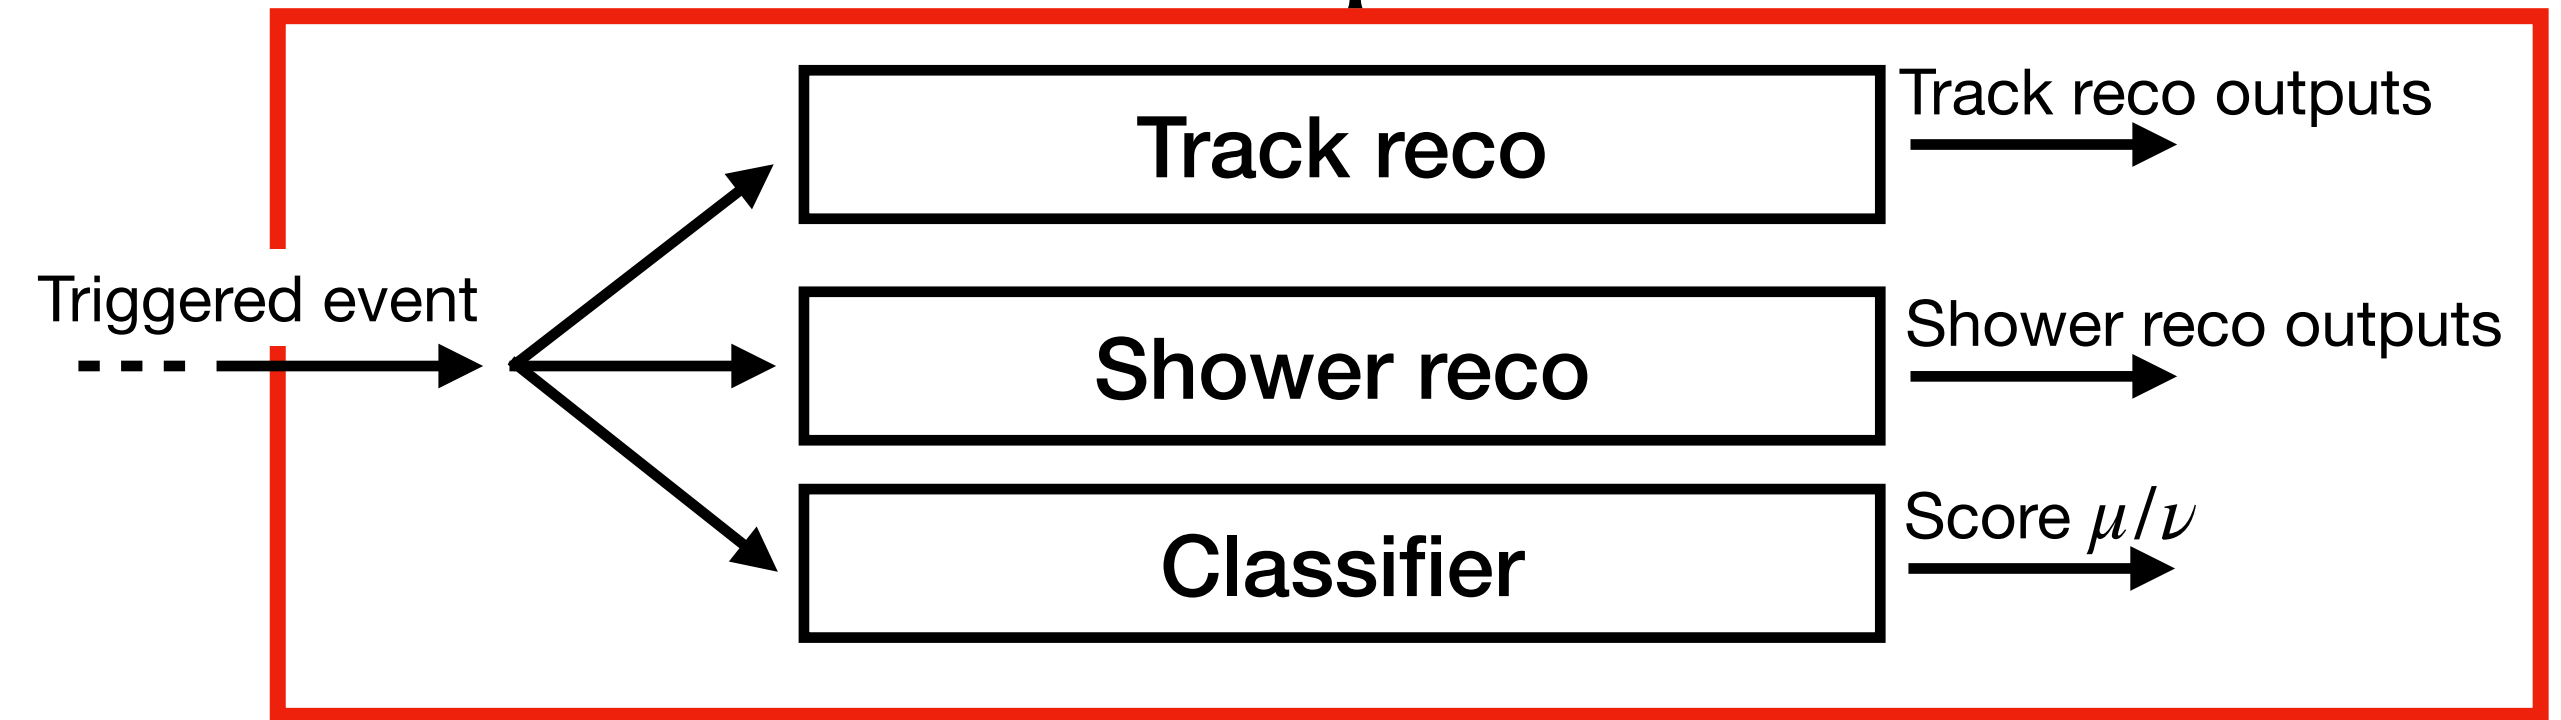 Triggered event
Track reco
Track reco outputs
Shower reco
Shower reco outputs
Classifier
Score μ/ν